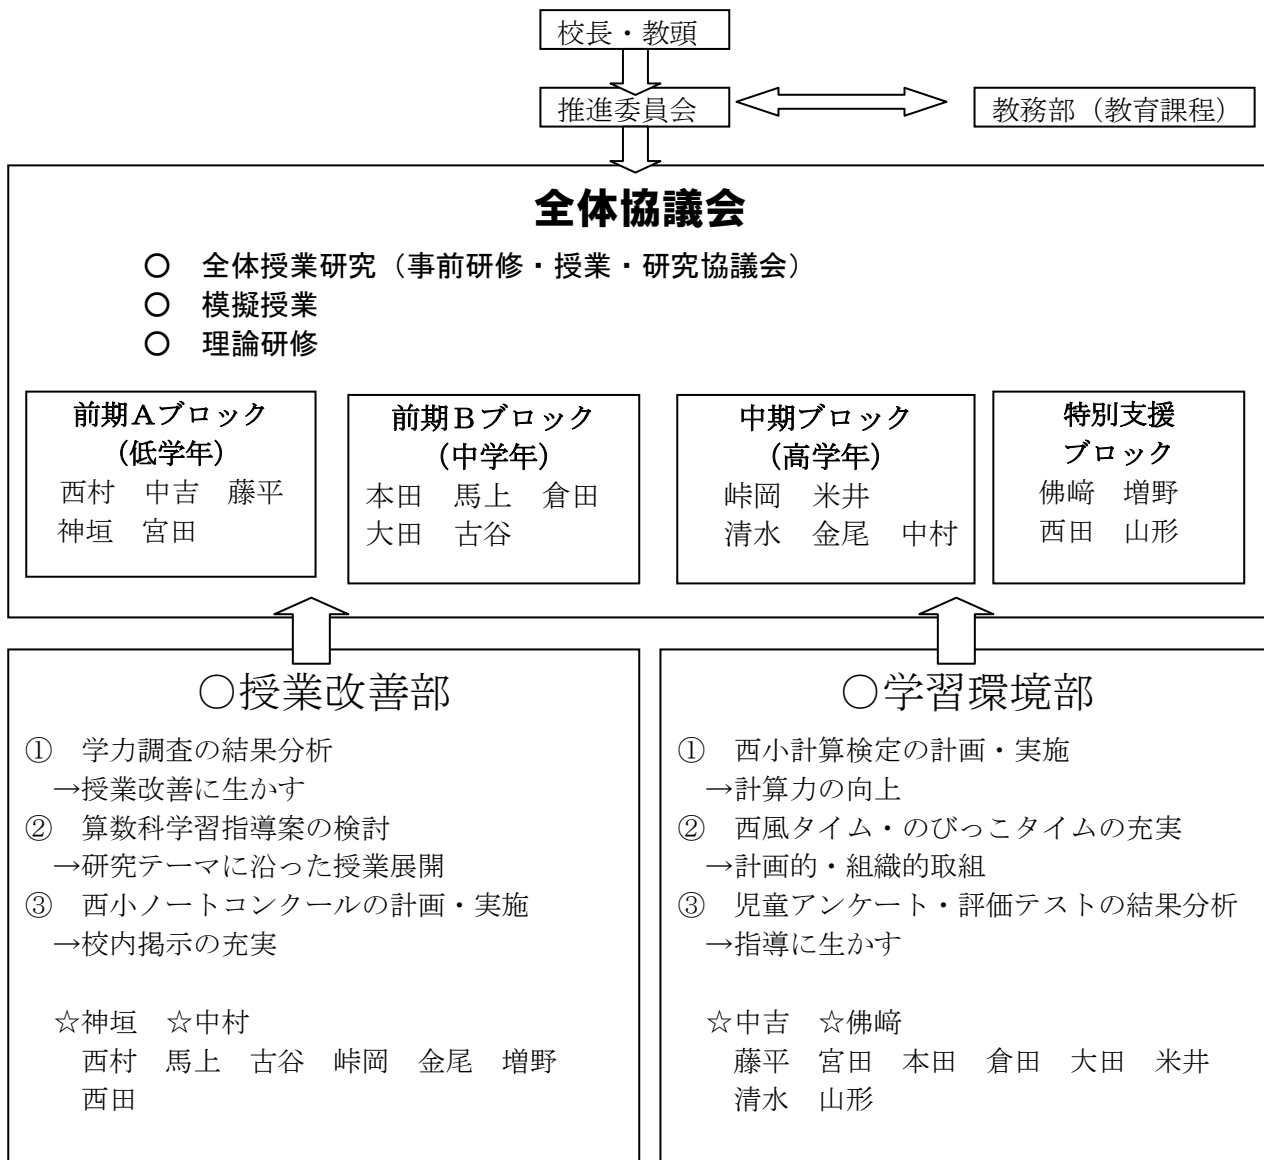 校長・教頭
推進委員会
教務部（教育課程）
全体協議会
○　全体授業研究（事前研修・授業・研究協議会）
○　模擬授業
○　理論研修
前期Aブロック
（低学年）
西村　中吉　藤平
神垣　宮田
前期Bブロック
（中学年）
本田　馬上　倉田
大田　古谷
中期ブロック
（高学年）
峠岡　米井
清水　金尾　中村
特別支援
ブロック
佛﨑　増野
西田　山形
○授業改善部
①　学力調査の結果分析
→授業改善に生かす
②　算数科学習指導案の検討
→研究テーマに沿った授業展開
③　西小ノートコンクールの計画・実施
→校内掲示の充実
☆神垣　☆中村
西村　馬上　古谷　峠岡　金尾　増野
西田
○学習環境部
①　西小計算検定の計画・実施
→計算力の向上
②　西風タイム・のびっこタイムの充実
→計画的・組織的取組
③　児童アンケート・評価テストの結果分析
→指導に生かす
☆中吉　☆佛﨑
藤平　宮田　本田　倉田　大田　米井
清水　山形